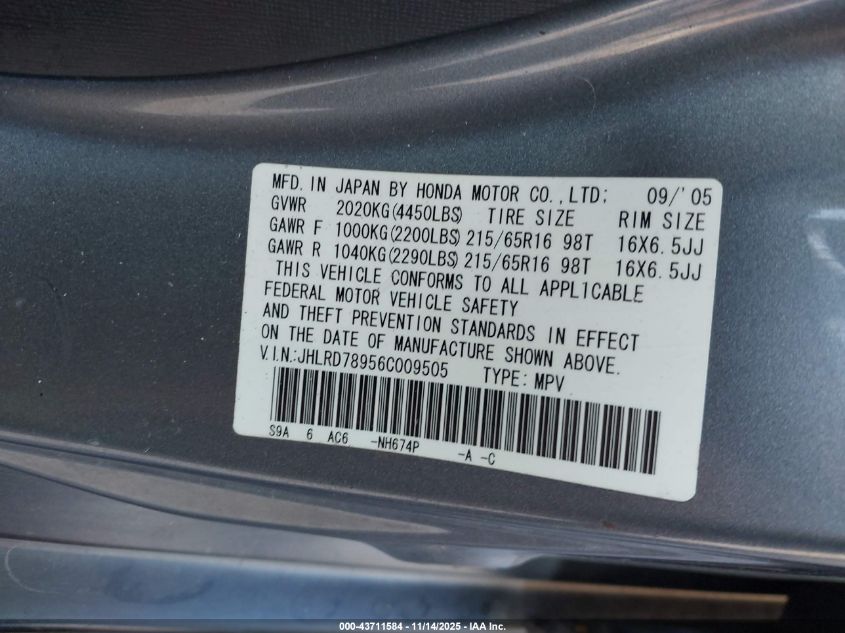 MFD. IN JAPAN BY HONDA MOTOR CO., LTD; 09/'05
GVWR 2020KG(4450LBS) TIRE SIZE RIM SIZE
GAWR F 1000KG(2200LBS) 215/65R16 98T 16X6.5JJ
GAWR R 1040KG(2290LBS) 215/65R16 98T 16X6.5JJ
THIS VEHICLE CONFORMS TO ALL APPLICABLE
FEDERAL MOTOR VEHICLE SAFETY
AND THEFT PREVENTION STANDARDS IN EFFECT
ON THE DATE OF MANUFACTURE SHOWN ABOVE.
V.I.N.:JHLRD78956C009505 TYPE: MPV
S9A 6 AC6 -NH674P -A -C
000-43711584 - 11/14/2025 - IAA Inc.